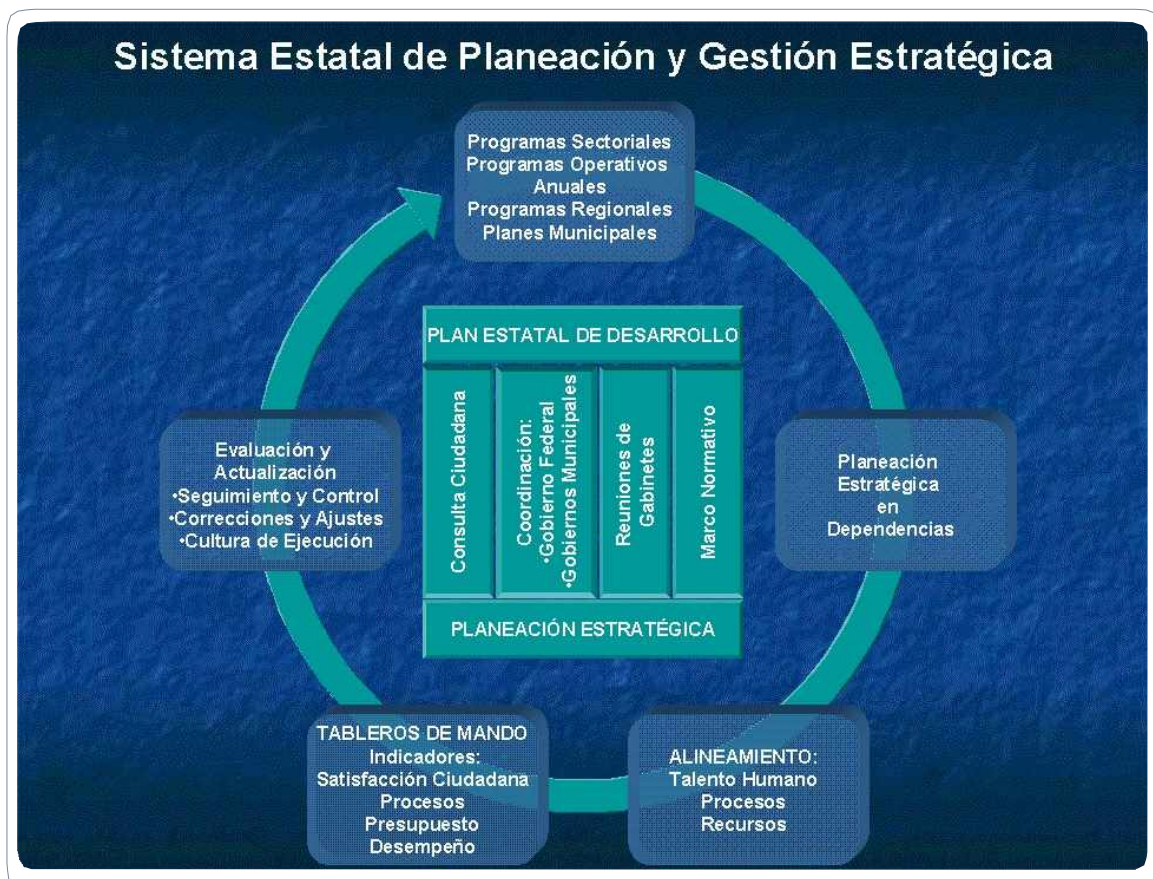 Sistema Estatal de Planeación y Gestión Estratégica
Programas Sectoriales
Programas Operativos
Anuales
Programas Regionales
Planes Municipales
PLAN ESTATAL DE DESARROLLO
Consulta Ciudadana
Coordinación:
•Gobierno Federal
•Gobiernos Municipales
Reuniones de
Gabinetes
Marco Normativo
PLANEACIÓN ESTRATÉGICA
Planeación
Estratégica
en
Dependencias
ALINEAMIENTO:
Talento Humano
Procesos
Recursos
TABLEROS DE MANDO
Indicadores:
Satisfacción Ciudadana
Procesos
Presupuesto
Desempeño
Evaluación y
Actualización
•Seguimiento y Control
•Correcciones y Ajustes
•Cultura de Ejecución